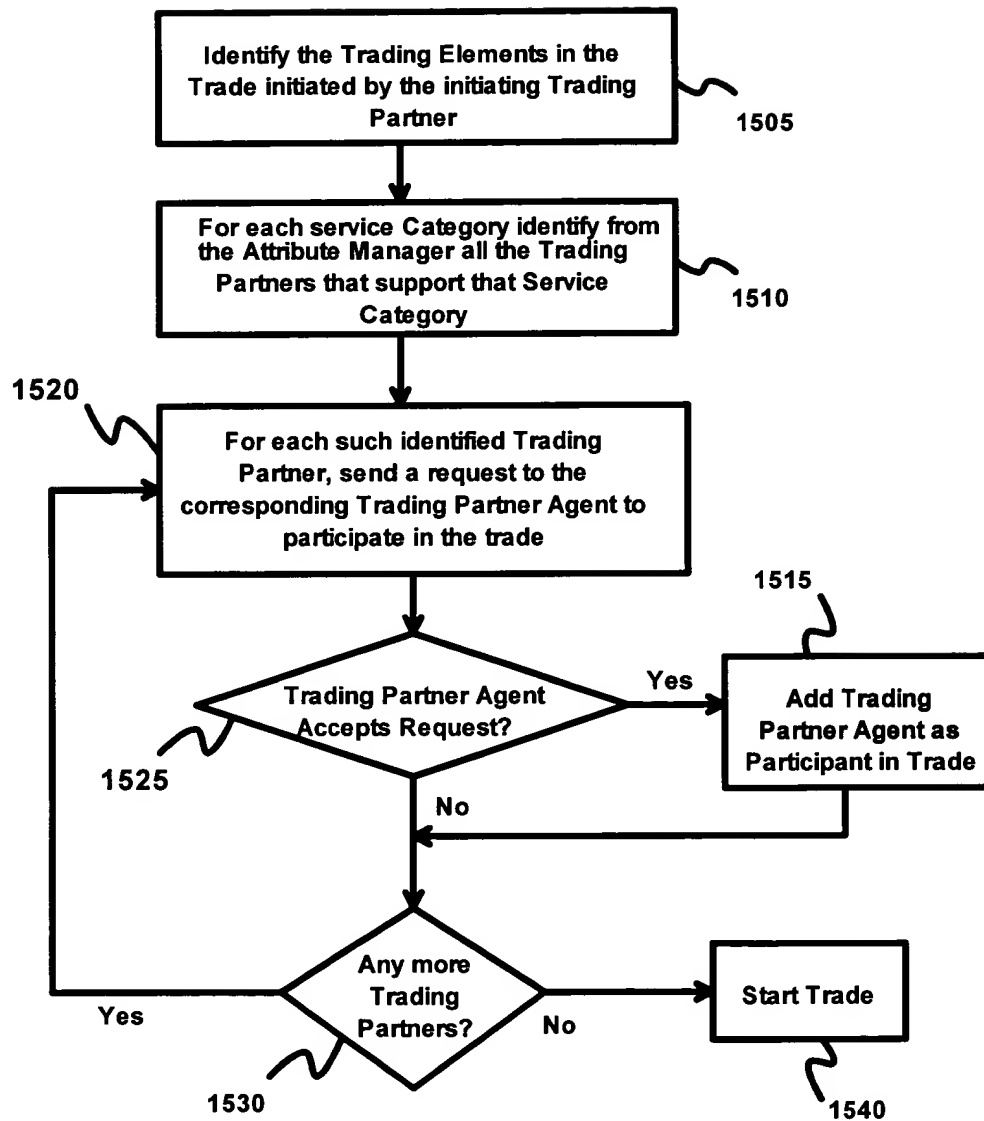 Identify the Trading Elements in the
Trade initiated by the initiating Trading
Partner
1505
For each service Category identify from
the Attribute Manager all the Trading
Partners that support that Service
Category
1510
1520
For each such identified Trading
Partner, send a request to the
corresponding Trading Partner Agent to
participate in the trade
1515
Trading Partner Agent
Accepts Request?
Yes
Add Trading
Partner Agent as
Participant in Trade
1525
No
Any more
Trading
Partners?
Yes
No
Start Trade
1530
1540